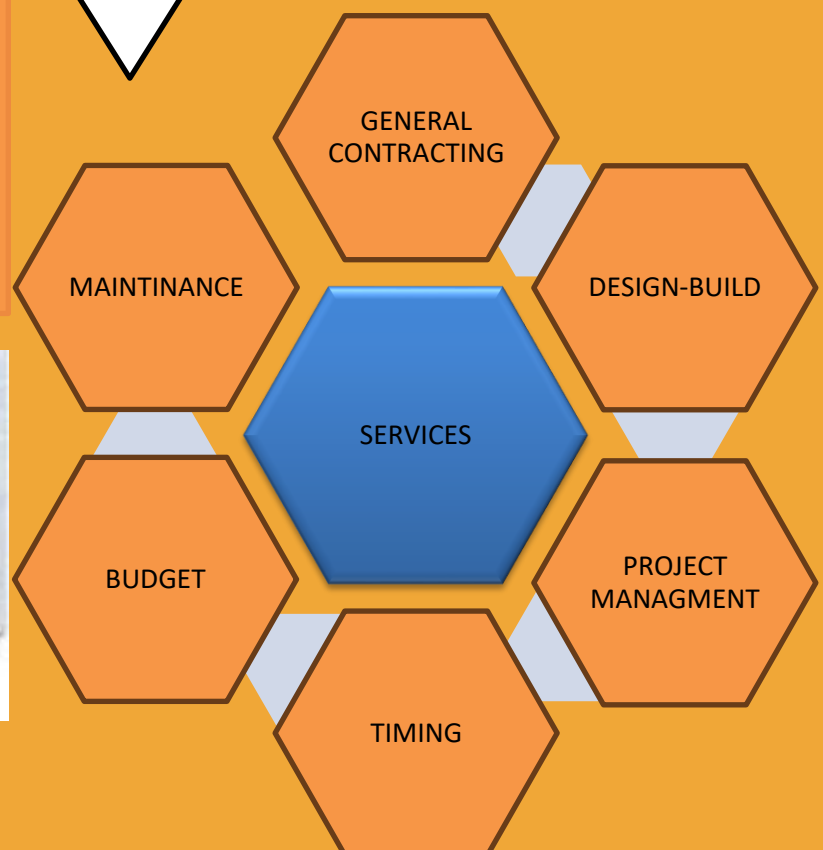 GENERAL
CONTRACTING
MAINTINANCE
DESIGN-BUILD
SERVICES
BUDGET
PROJECT
MANAGMENT
TIMING